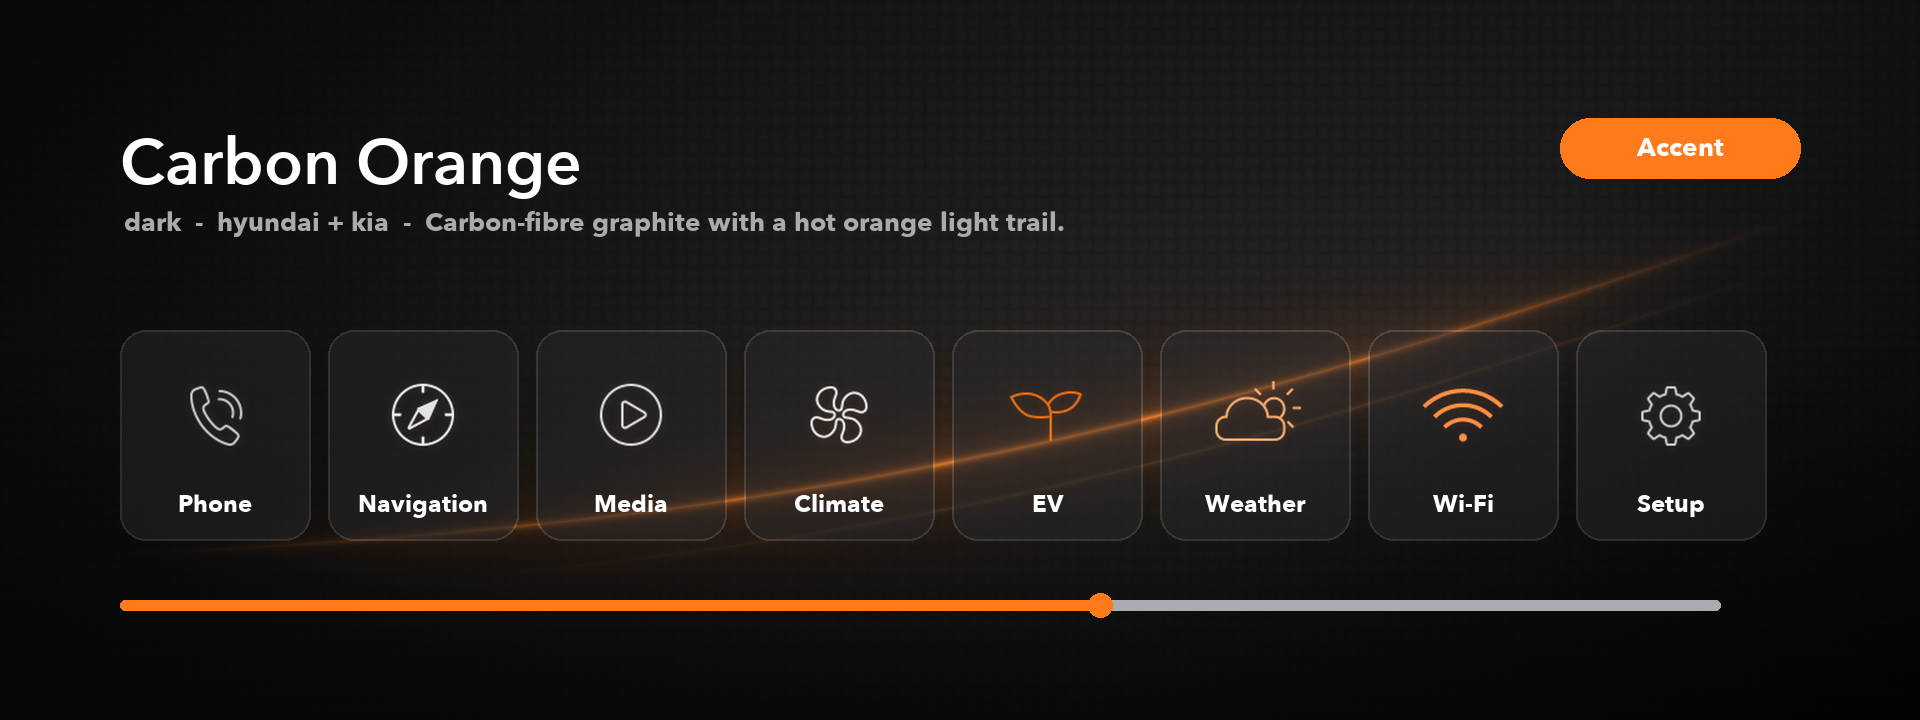 Carbon Orange
Accent
dark - hyundai + kia - Carbon-fibre graphite with a hot orange light trail.
Phone
Navigation
Media
Climate
EV
Weather
Wi-Fi
Setup